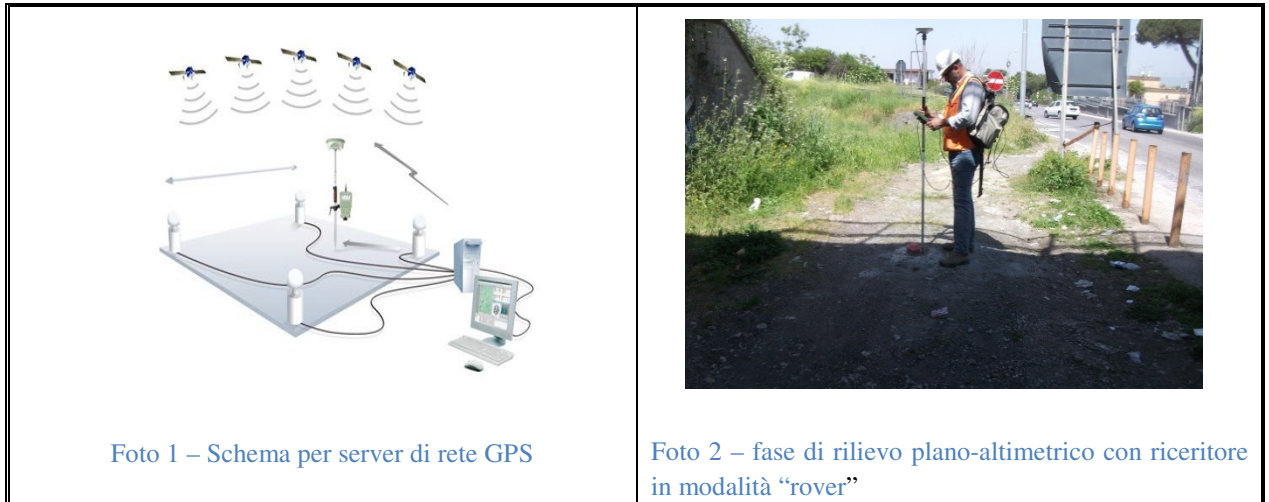 Foto 1 – Schema per server di rete GPS
Foto 2 – fase di rilievo plano-altimetrico con riceritore
in modalità “rover”